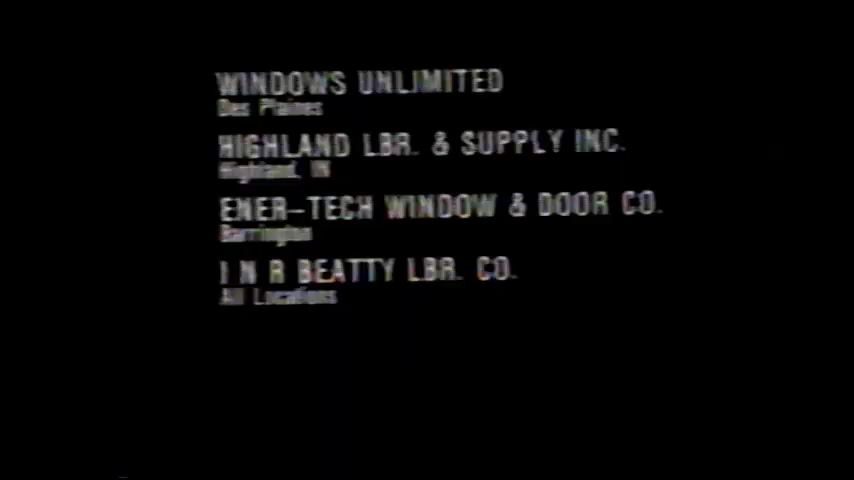 WINDOWS UNLIMITED
Des Plaines
HIGHLAND LBR. & SUPPLY INC.
Highland, IN
ENER-TECH WINDOW & DOOR CO.
Barrington
I N R BEATTY LBR. CO.
All Locations